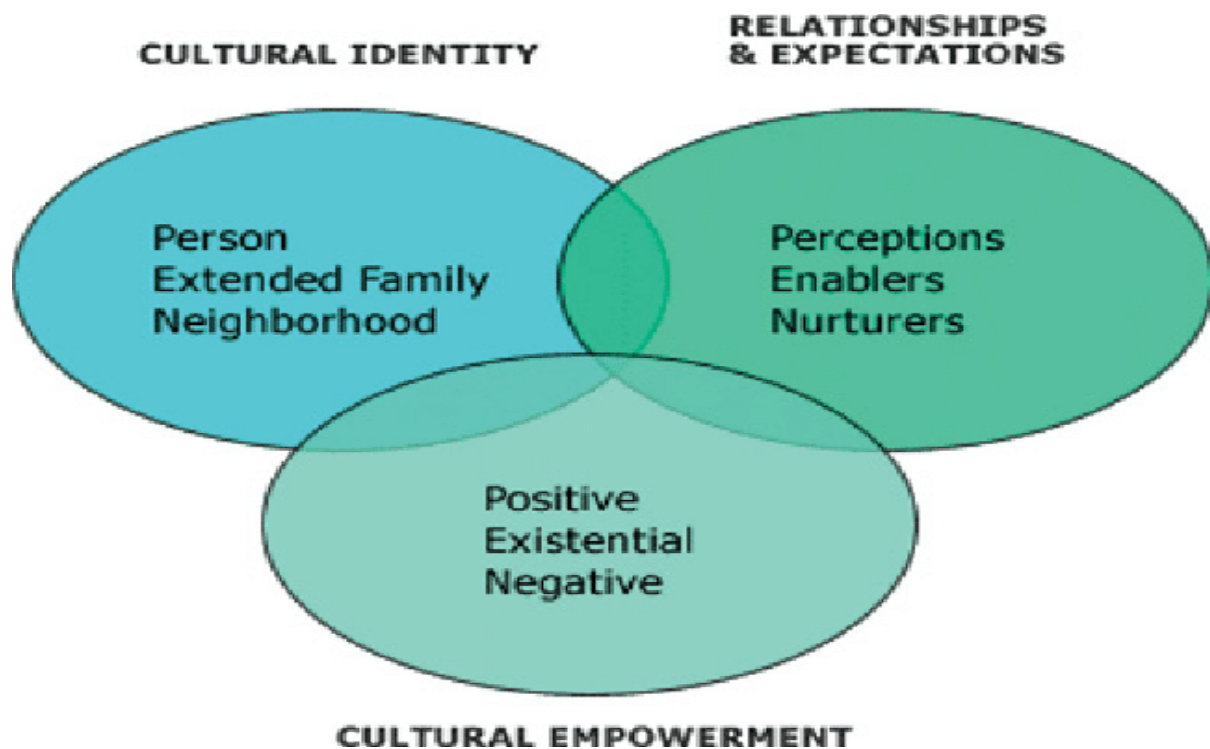 CULTURAL IDENTITY
RELATIONSHIPS
& EXPECTATIONS
Person
Extended Family
Neighborhood
Perceptions
Enablers
Nurturers
Positive
Existential
Negative
CULTURAL EMPOWERMENT